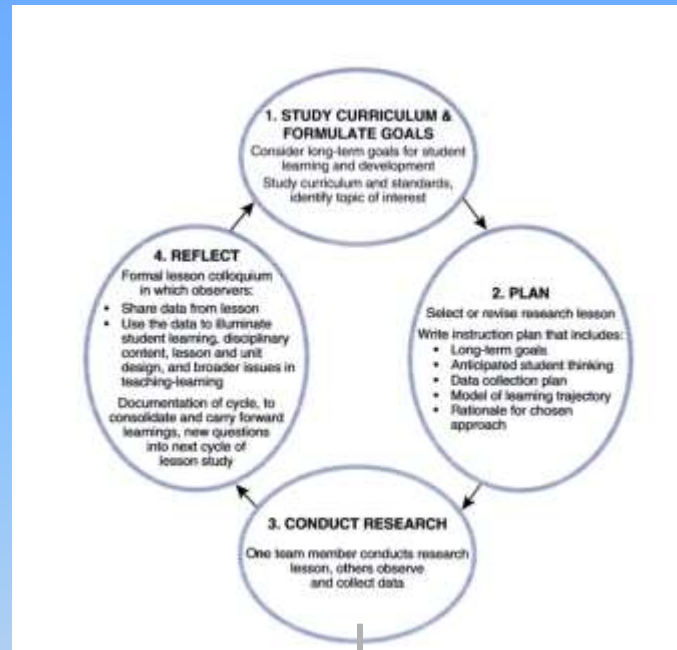 1. STUDY CURRICULUM &
FORMULATE GOALS
Consider long-term goals for student
learning and development
Study curriculum and standards,
identify topic of interest
2. PLAN
Select or revise research lesson
Write instruction plan that includes:
• Long-term goals
• Anticipated student thinking
• Data collection plan
• Model of learning trajectory
• Rationale for chosen
approach
3. CONDUCT RESEARCH
One team member conducts research
lesson, others observe
and collect data
4. REFLECT
Formal lesson colloquium
in which observers:
• Share data from lesson
• Use the data to illuminate
student learning, disciplinary
content, lesson and unit
design, and broader issues in
teaching-learning
Documentation of cycle, to
consolidate and carry forward
learnings, new questions
into next cycle of
lesson study